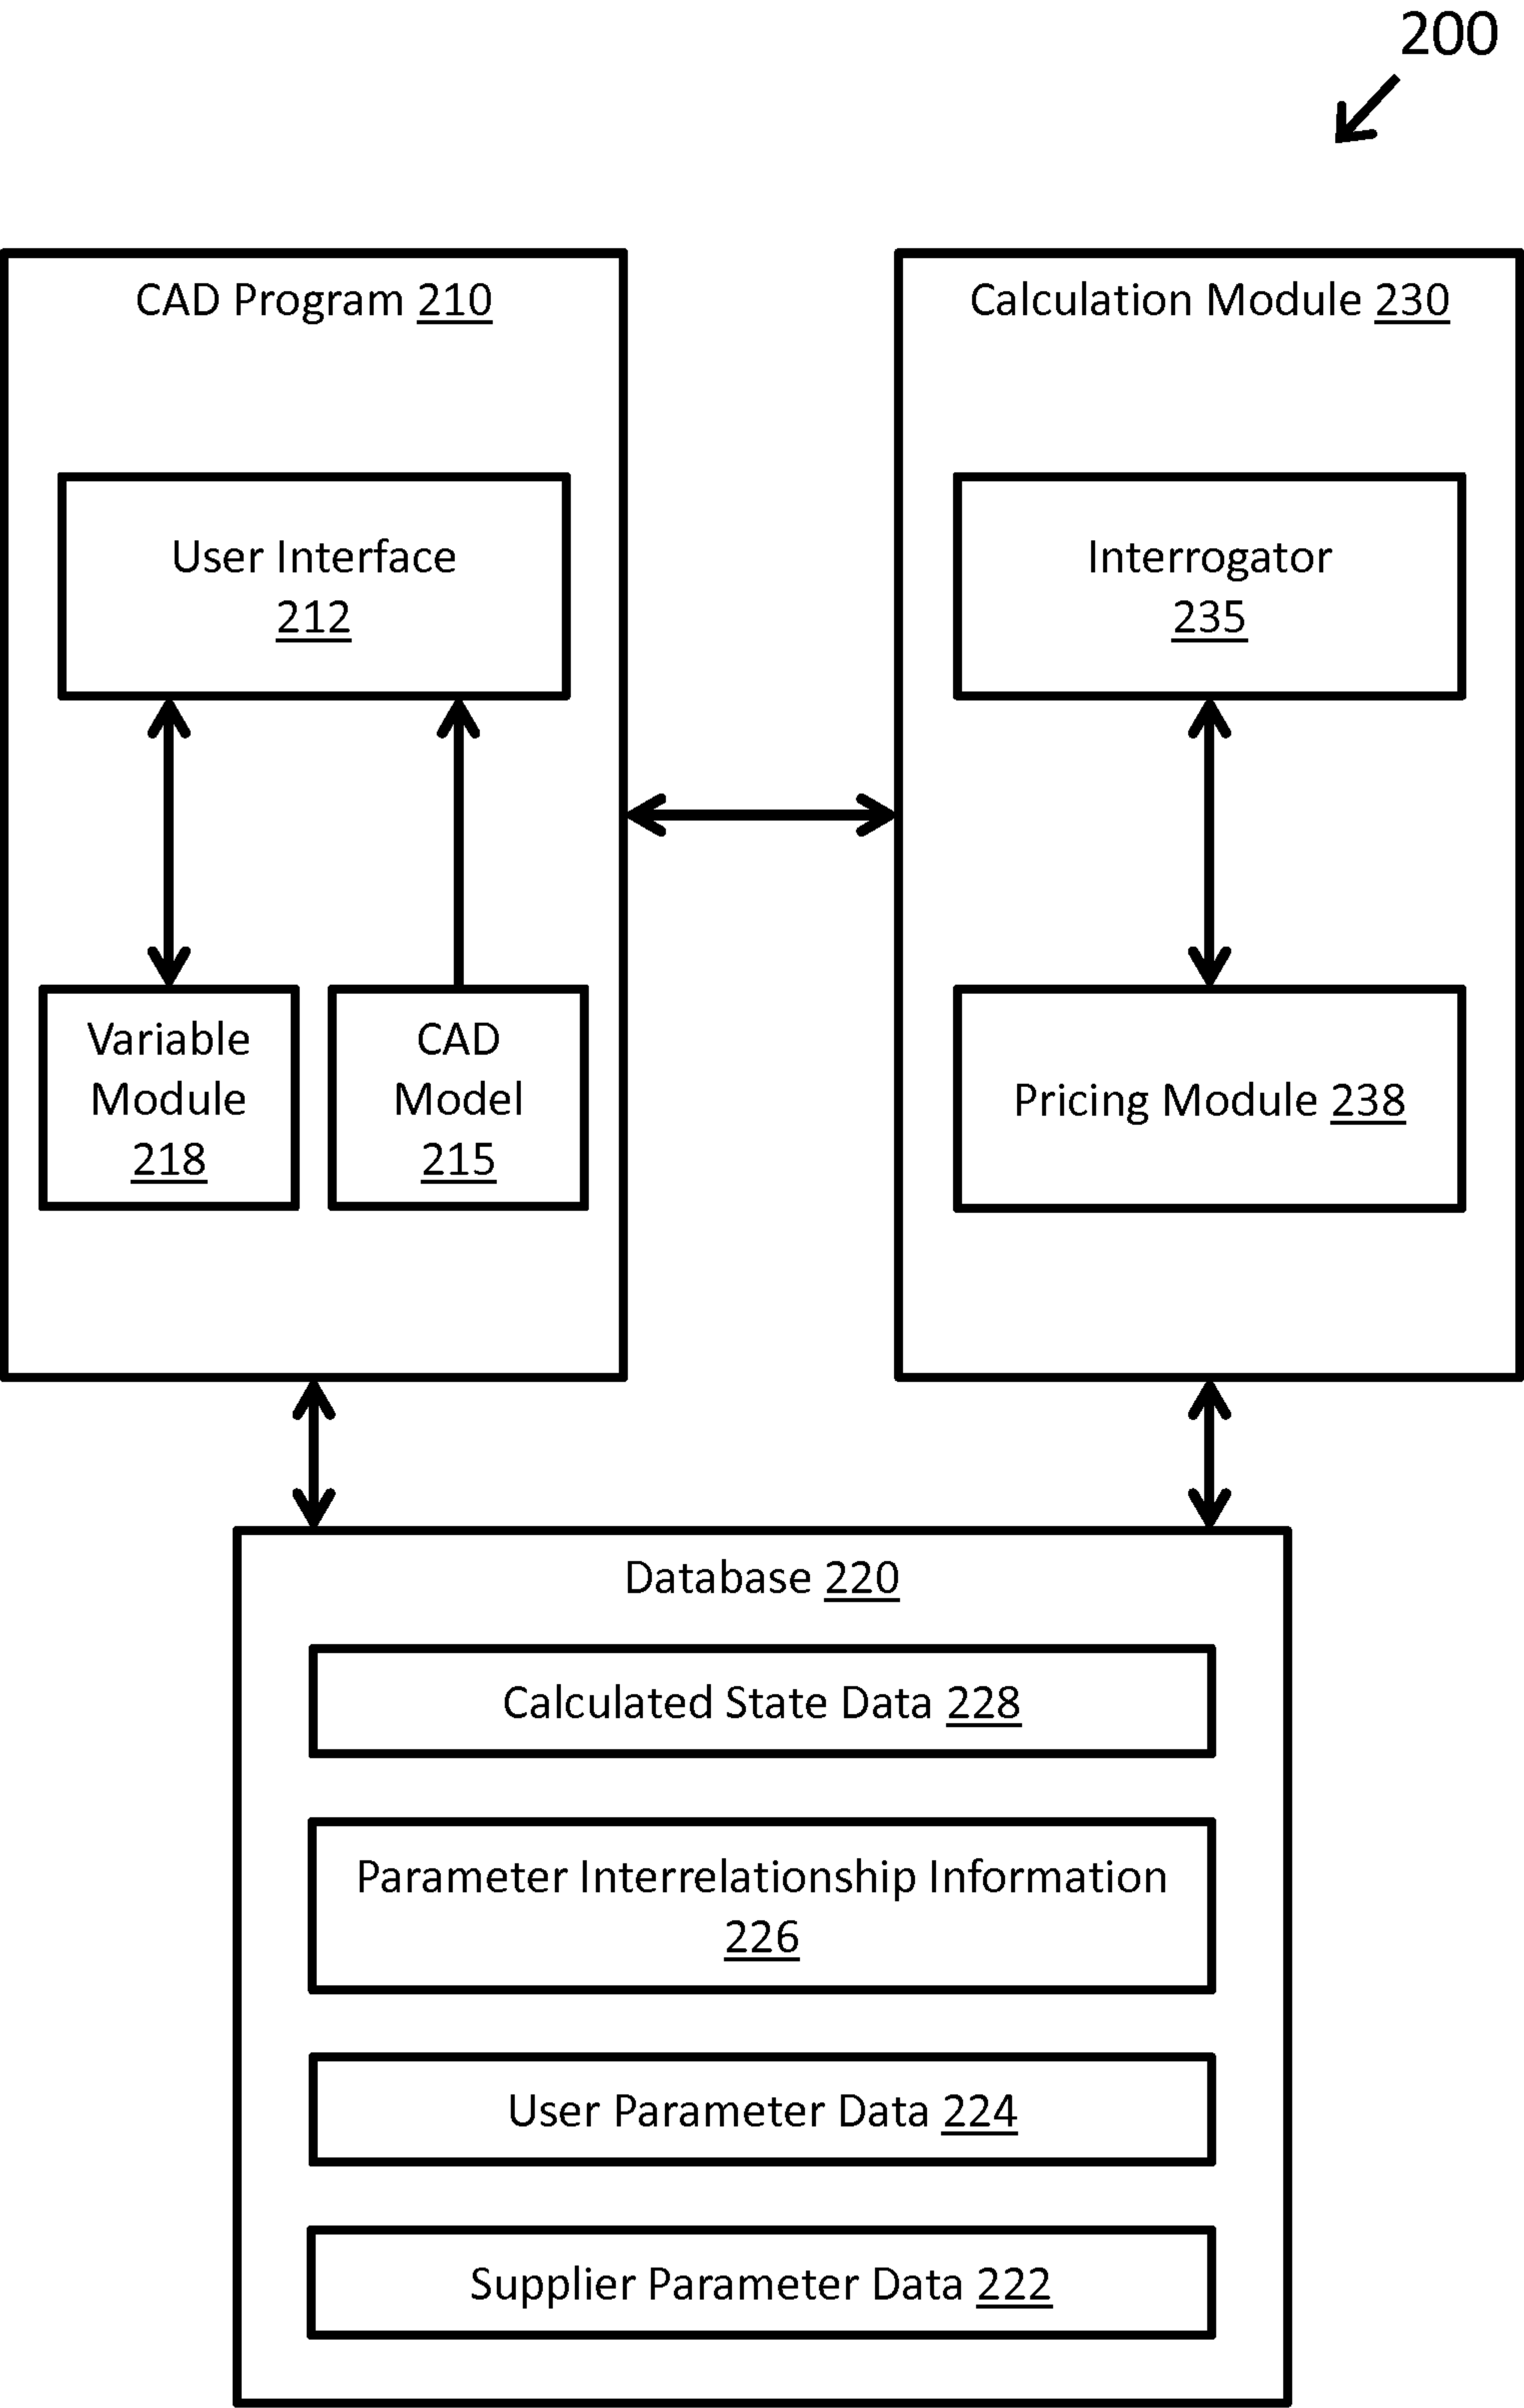 200
CAD Program 210
User Interface
212
Variable
Module
218
CAD
Model
215
Calculation Module 230
Interrogator
235
Pricing Module 238
Database 220
Calculated State Data 228
Parameter Interrelationship Information
226
User Parameter Data 224
Supplier Parameter Data 222